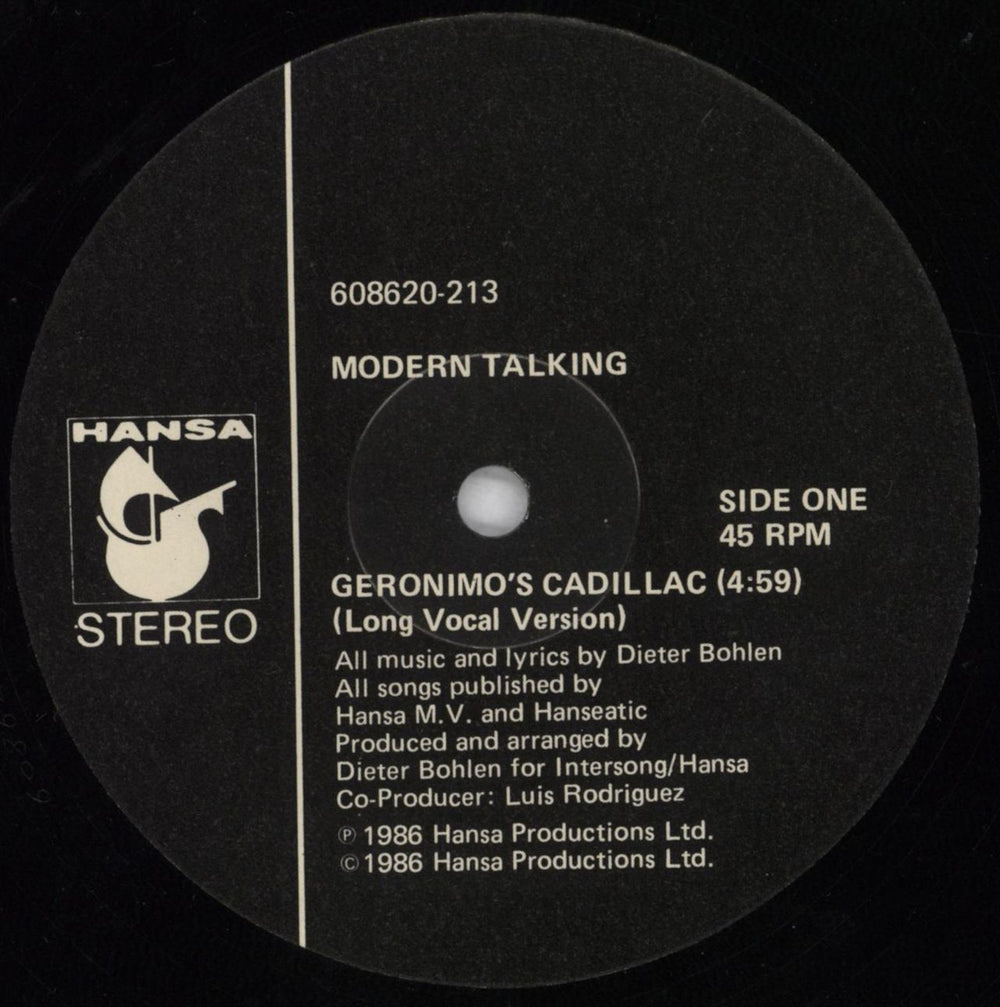 608620-213
MODERN TALKING
HANSA
STEREO
SIDE ONE
45 RPM
GERONIMO'S CADILLAC (4:59)
(Long Vocal Version)
All music and lyrics by Dieter Bohlen
All songs published by
Hansa M.V. and Hanseatic
Produced and arranged by
Dieter Bohlen for Intersong/Hansa
Co-Producer: Luis Rodriguez
℗ 1986 Hansa Productions Ltd.
© 1986 Hansa Productions Ltd.